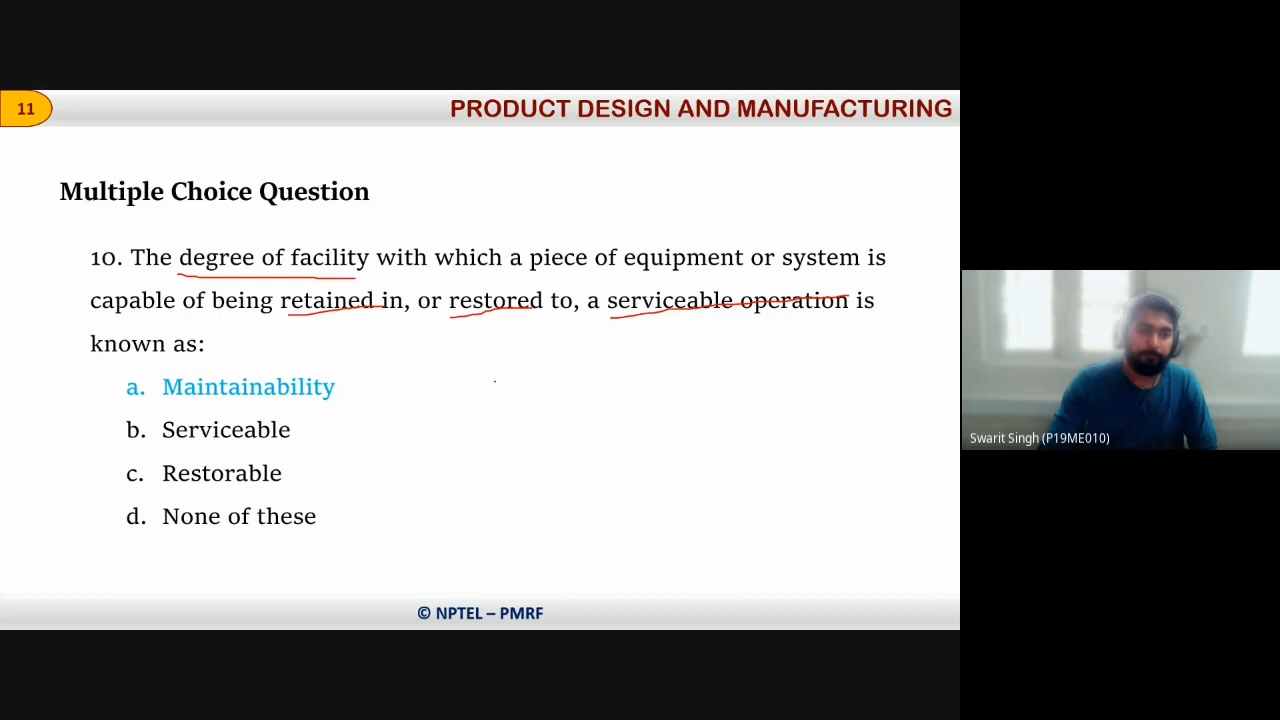 11
PRODUCT DESIGN AND MANUFACTURING
Multiple Choice Question
10. The degree of facility with which a piece of equipment or system is
capable of being retained in, or restored to, a serviceable operation is
known as:
a. Maintainability
b. Serviceable
c. Restorable
d. None of these
Swarit Singh (P19ME010)
© NPTEL – PMRF